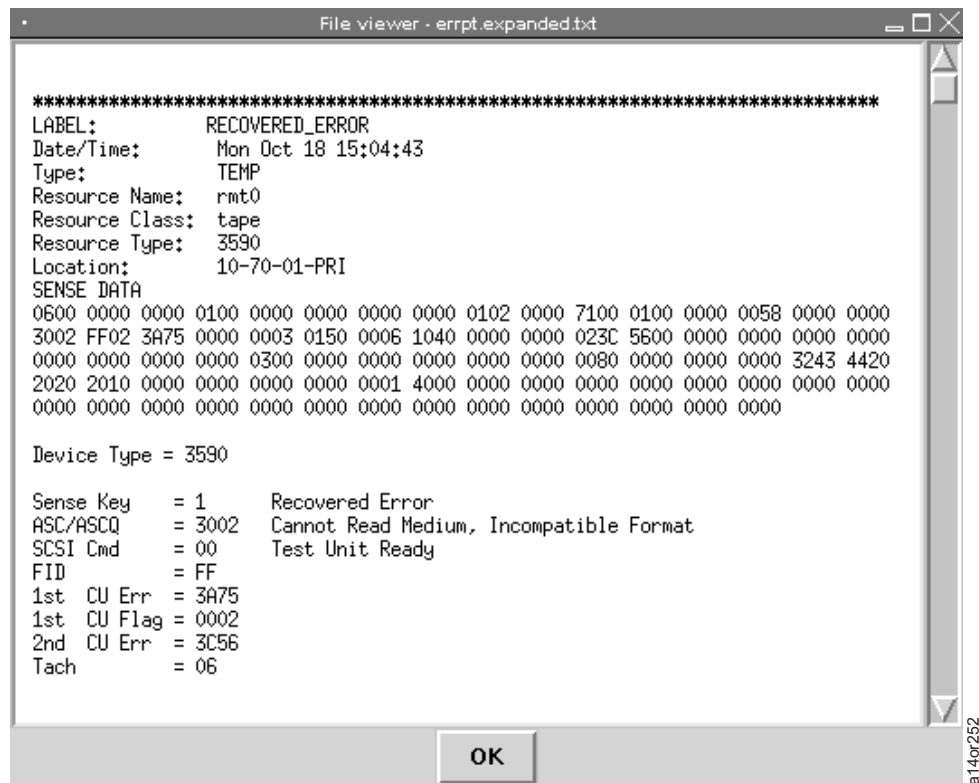 File viewer - errpt.expanded.txt
******************************************************************************
LABEL: RECOVERED_ERROR
Date/Time: Mon Oct 18 15:04:43
Type: TEMP
Resource Name: rmt0
Resource Class: tape
Resource Type: 3590
Location: 10-70-01-PRI
SENSE DATA
0600 0000 0000 0100 0000 0000 0000 0000 0102 0000 7100 0100 0000 0058 0000 0000
3002 FF02 3A75 0000 0003 0150 0006 1040 0000 0000 023C 5600 0000 0000 0000 0000
0000 0000 0000 0000 0300 0000 0000 0000 0000 0000 0080 0000 0000 0000 3243 4420
2020 2010 0000 0000 0000 0000 0001 4000 0000 0000 0000 0000 0000 0000 0000 0000
0000 0000 0000 0000 0000 0000 0000 0000 0000 0000 0000 0000 0000 0000
Device Type = 3590
Sense Key = 1 Recovered Error
ASC/ASCQ = 3002 Cannot Read Medium, Incompatible Format
SCSI Cmd = 00 Test Unit Ready
FID = FF
1st CU Err = 3A75
1st CU Flag = 0002
2nd CU Err = 3C56
Tach = 06
OK
a14or252